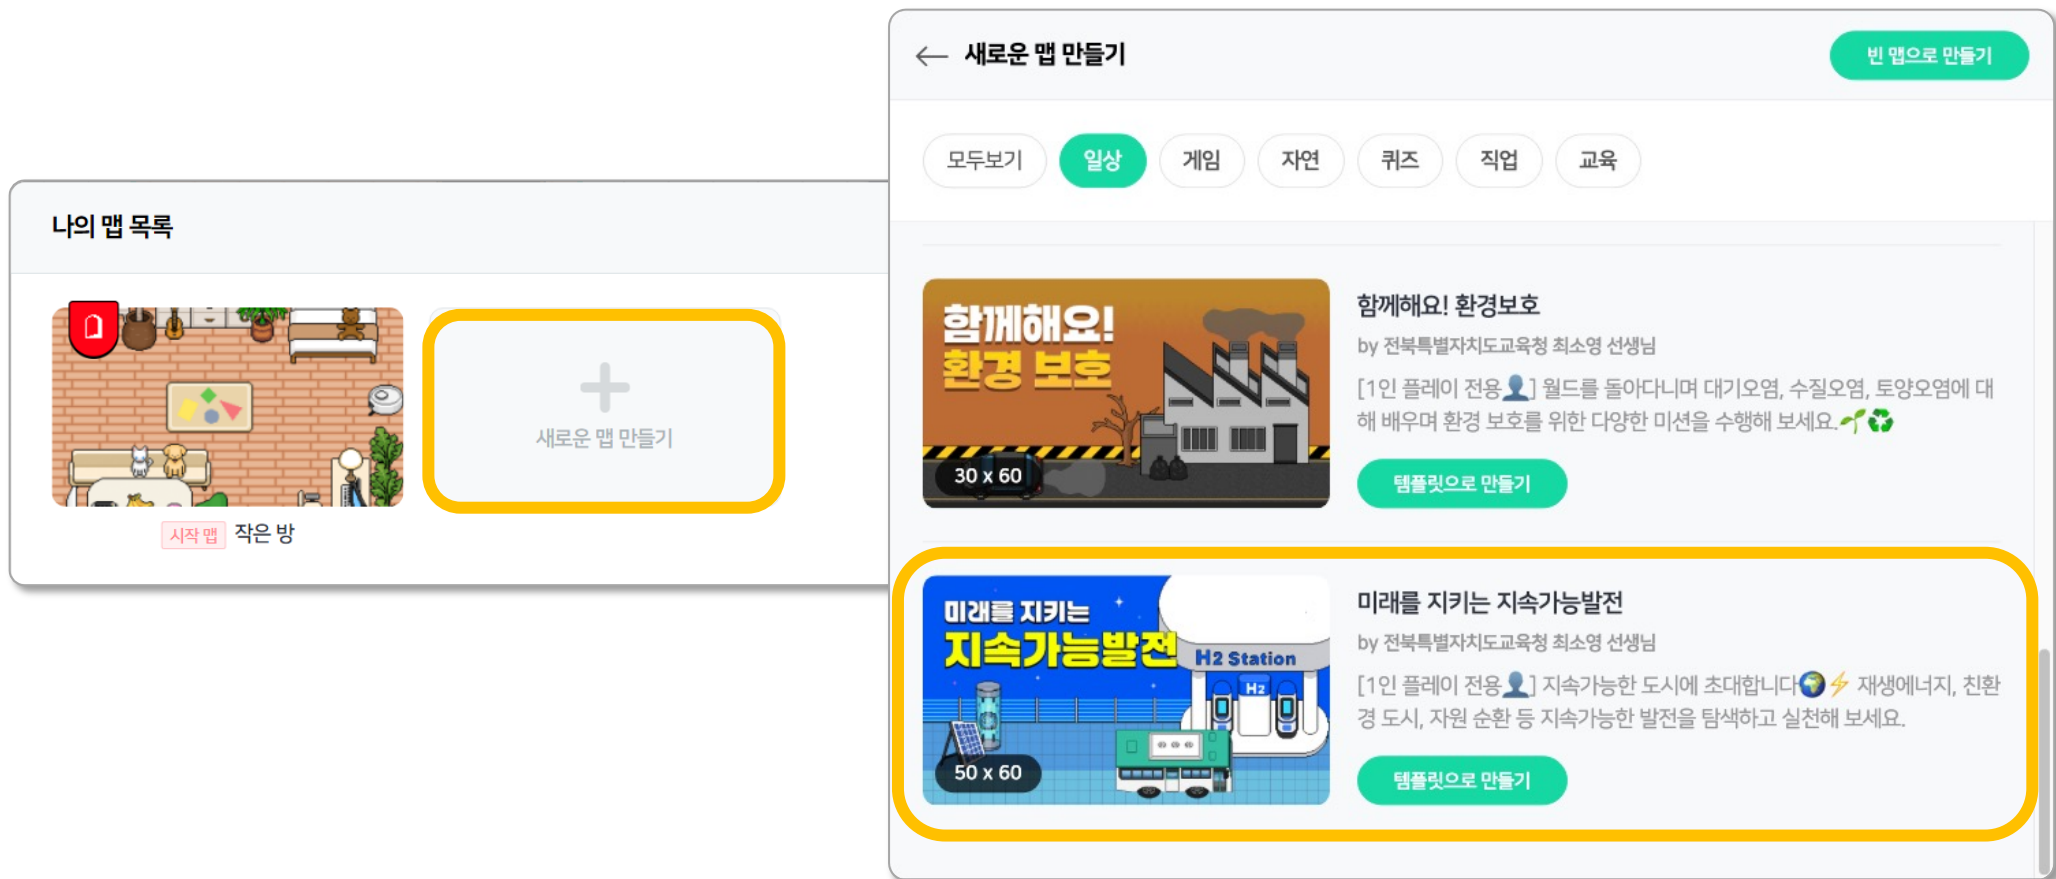 나의 맵 목록
새로운 맵 만들기
시작 맵 작은 방
새로운 맵 만들기
빈 맵으로 만들기
모두보기 일상 게임 자연 퀴즈 직업 교육
함께해요!
환경 보호
30 x 60
함께해요! 환경보호
by 전북특별자치도교육청 최소영 선생님
[1인 플레이 전용👤] 월드를 돌아다니며 대기오염, 수질오염, 토양오염에 대
해 배우며 환경 보호를 위한 다양한 미션을 수행해 보세요.🌱♻️
템플릿으로 만들기
미래를 지키는
지속가능발전
H2 Station
H2
50 x 60
미래를 지키는 지속가능발전
by 전북특별자치도교육청 최소영 선생님
[1인 플레이 전용👤] 지속가능한 도시에 초대합니다🌍⚡ 재생에너지, 친환
경 도시, 자원 순환 등 지속가능한 발전을 탐색하고 실천해 보세요.
템플릿으로 만들기